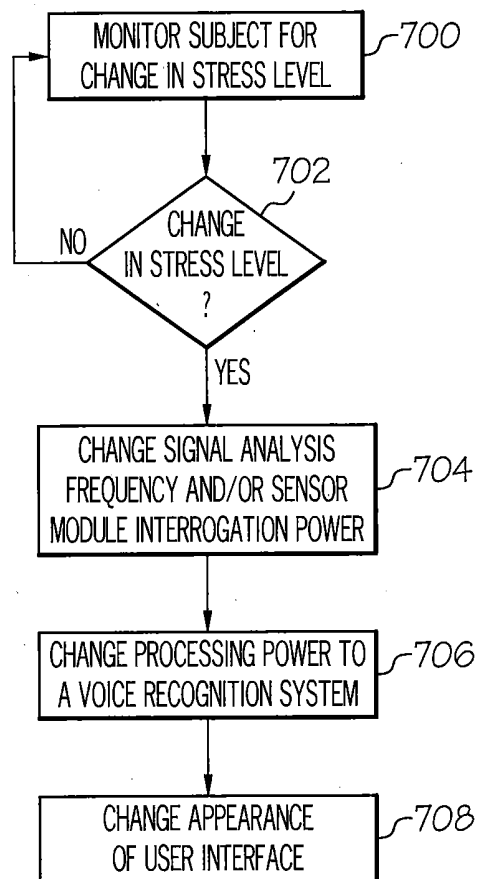 MONITOR SUBJECT FOR
CHANGE IN STRESS LEVEL
700
702
CHANGE
IN STRESS LEVEL
?
NO
YES
CHANGE SIGNAL ANALYSIS
FREQUENCY AND/OR SENSOR
MODULE INTERROGATION POWER
704
CHANGE PROCESSING POWER TO
A VOICE RECOGNITION SYSTEM
706
CHANGE APPEARANCE
OF USER INTERFACE
708